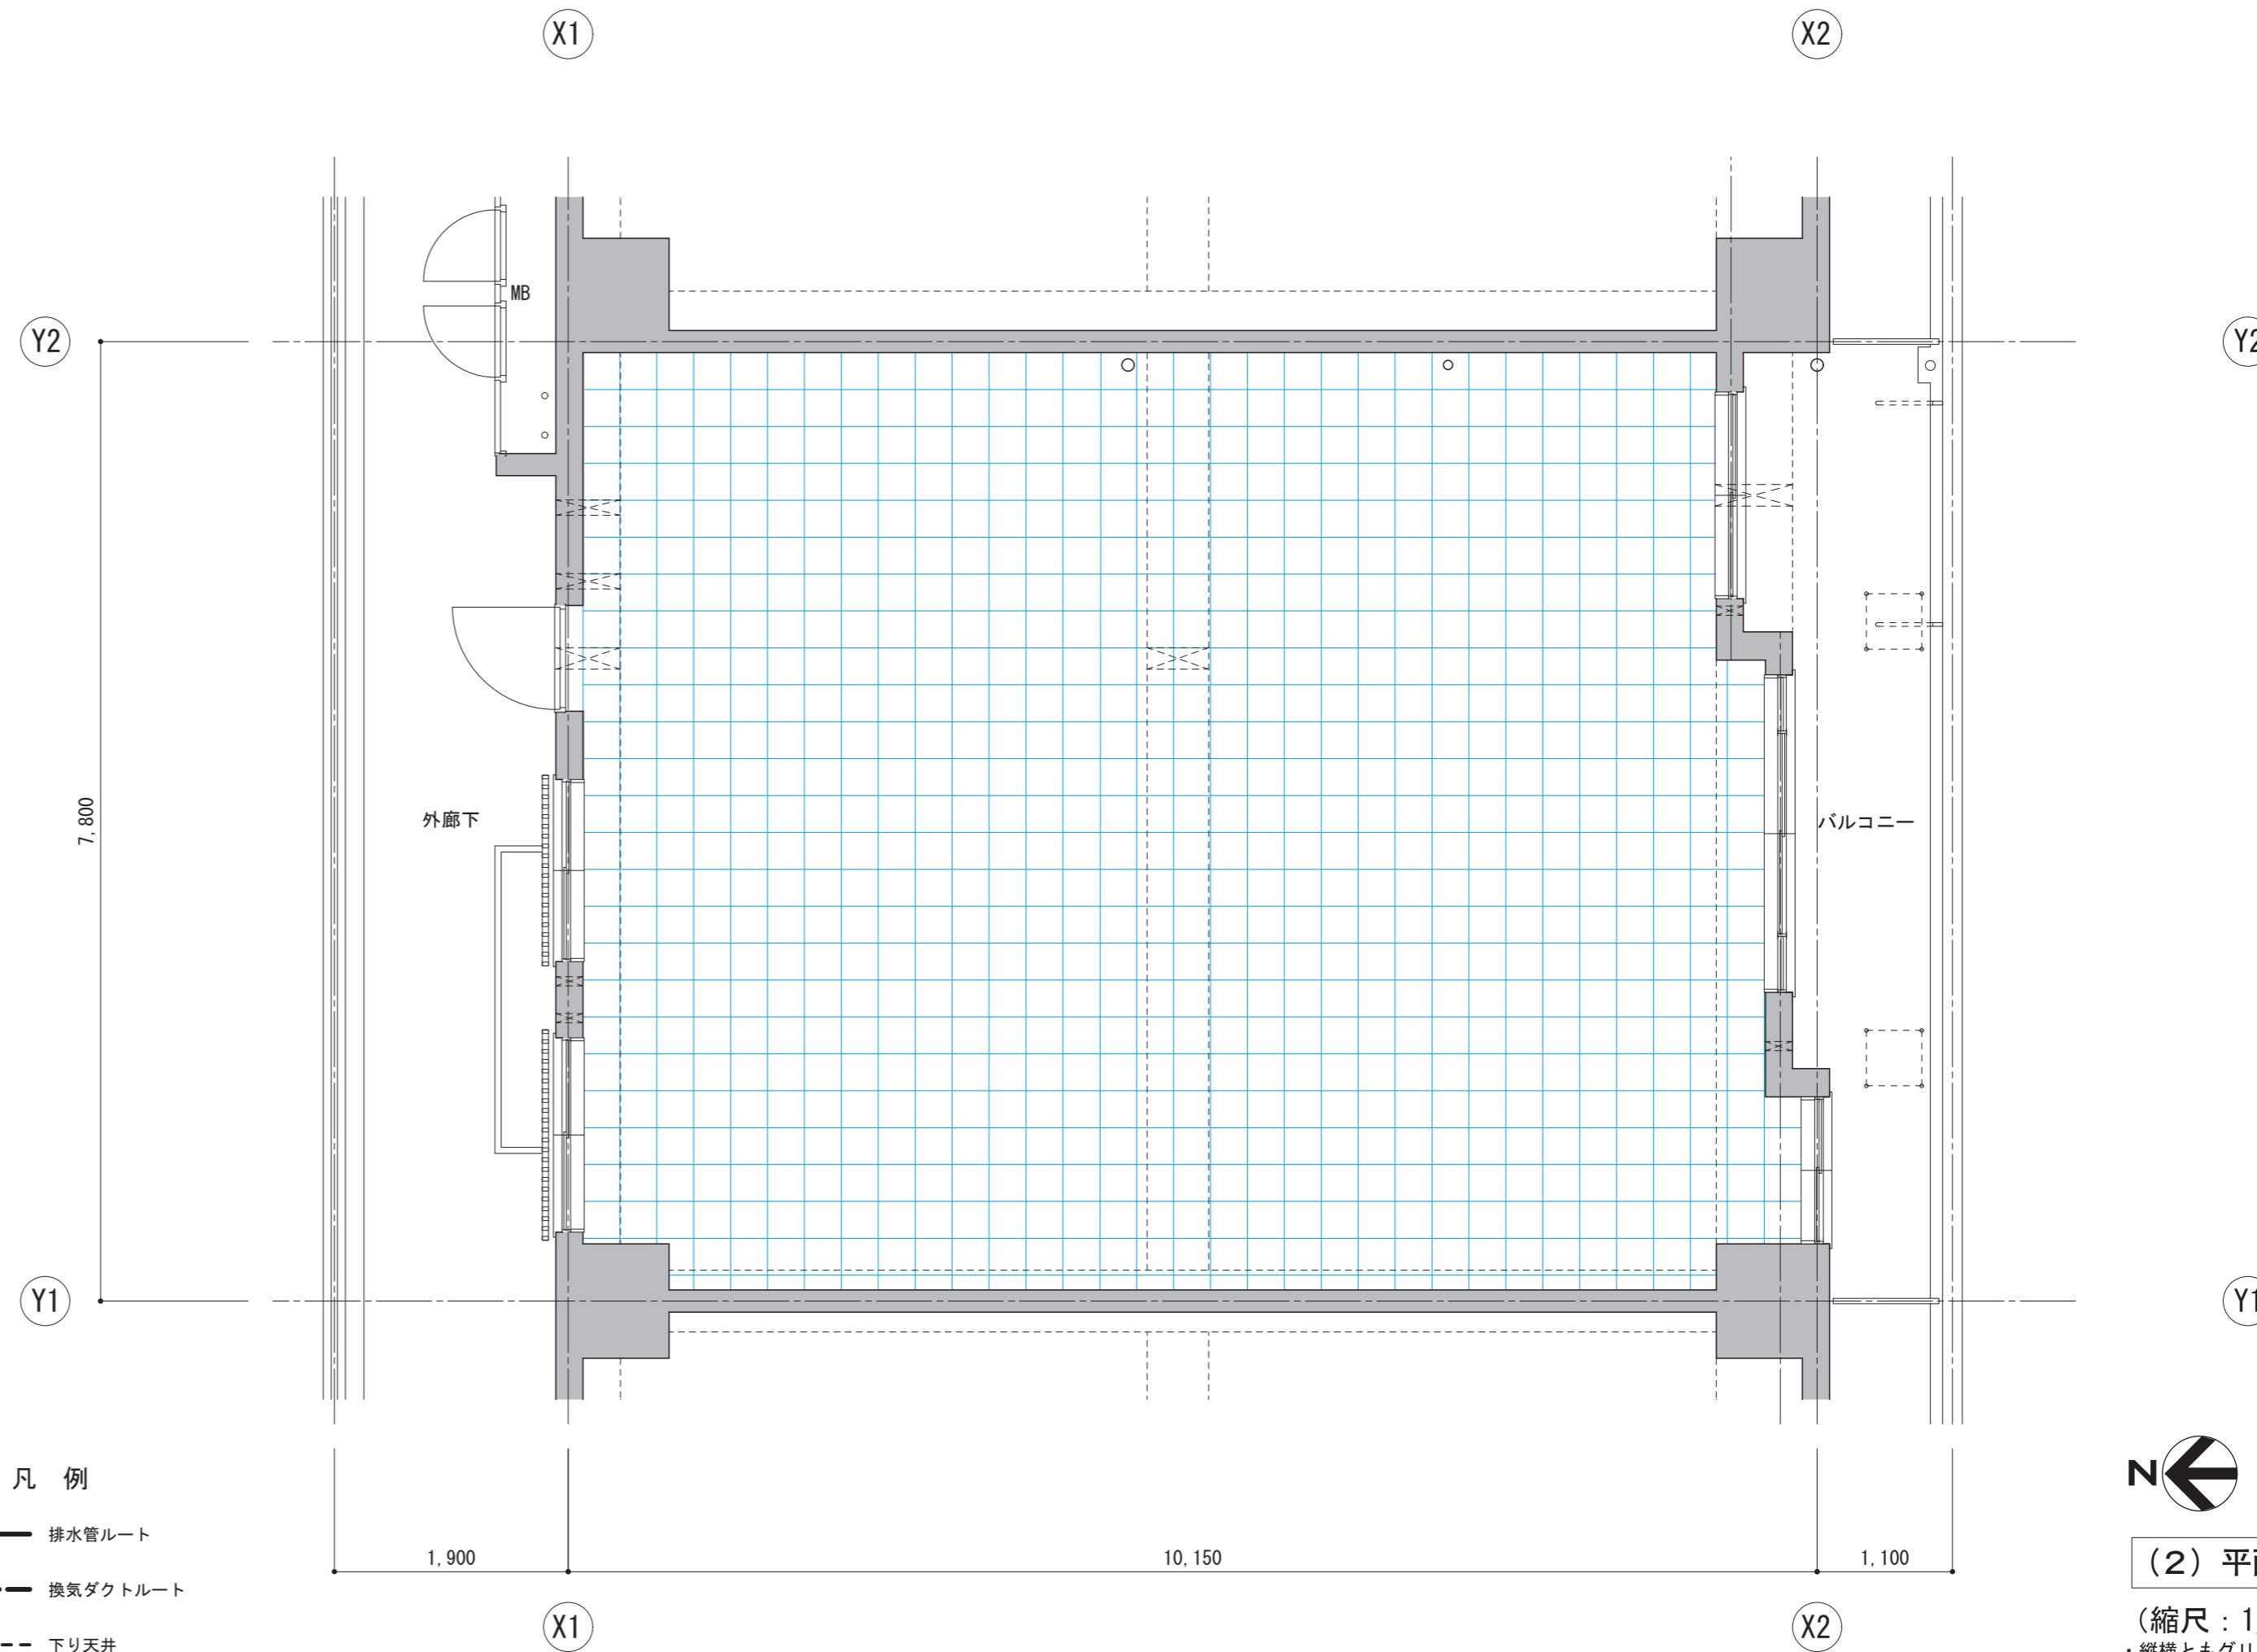 X1
X2
MB
Y2
Y2
7,800
外廊下
バルコニー
Y1
Y1
凡 例
排水管ルート
換気ダクトルート
下り天井
1,900
10,150
1,100
X1
X2
N
(2) 平
(縮尺:1